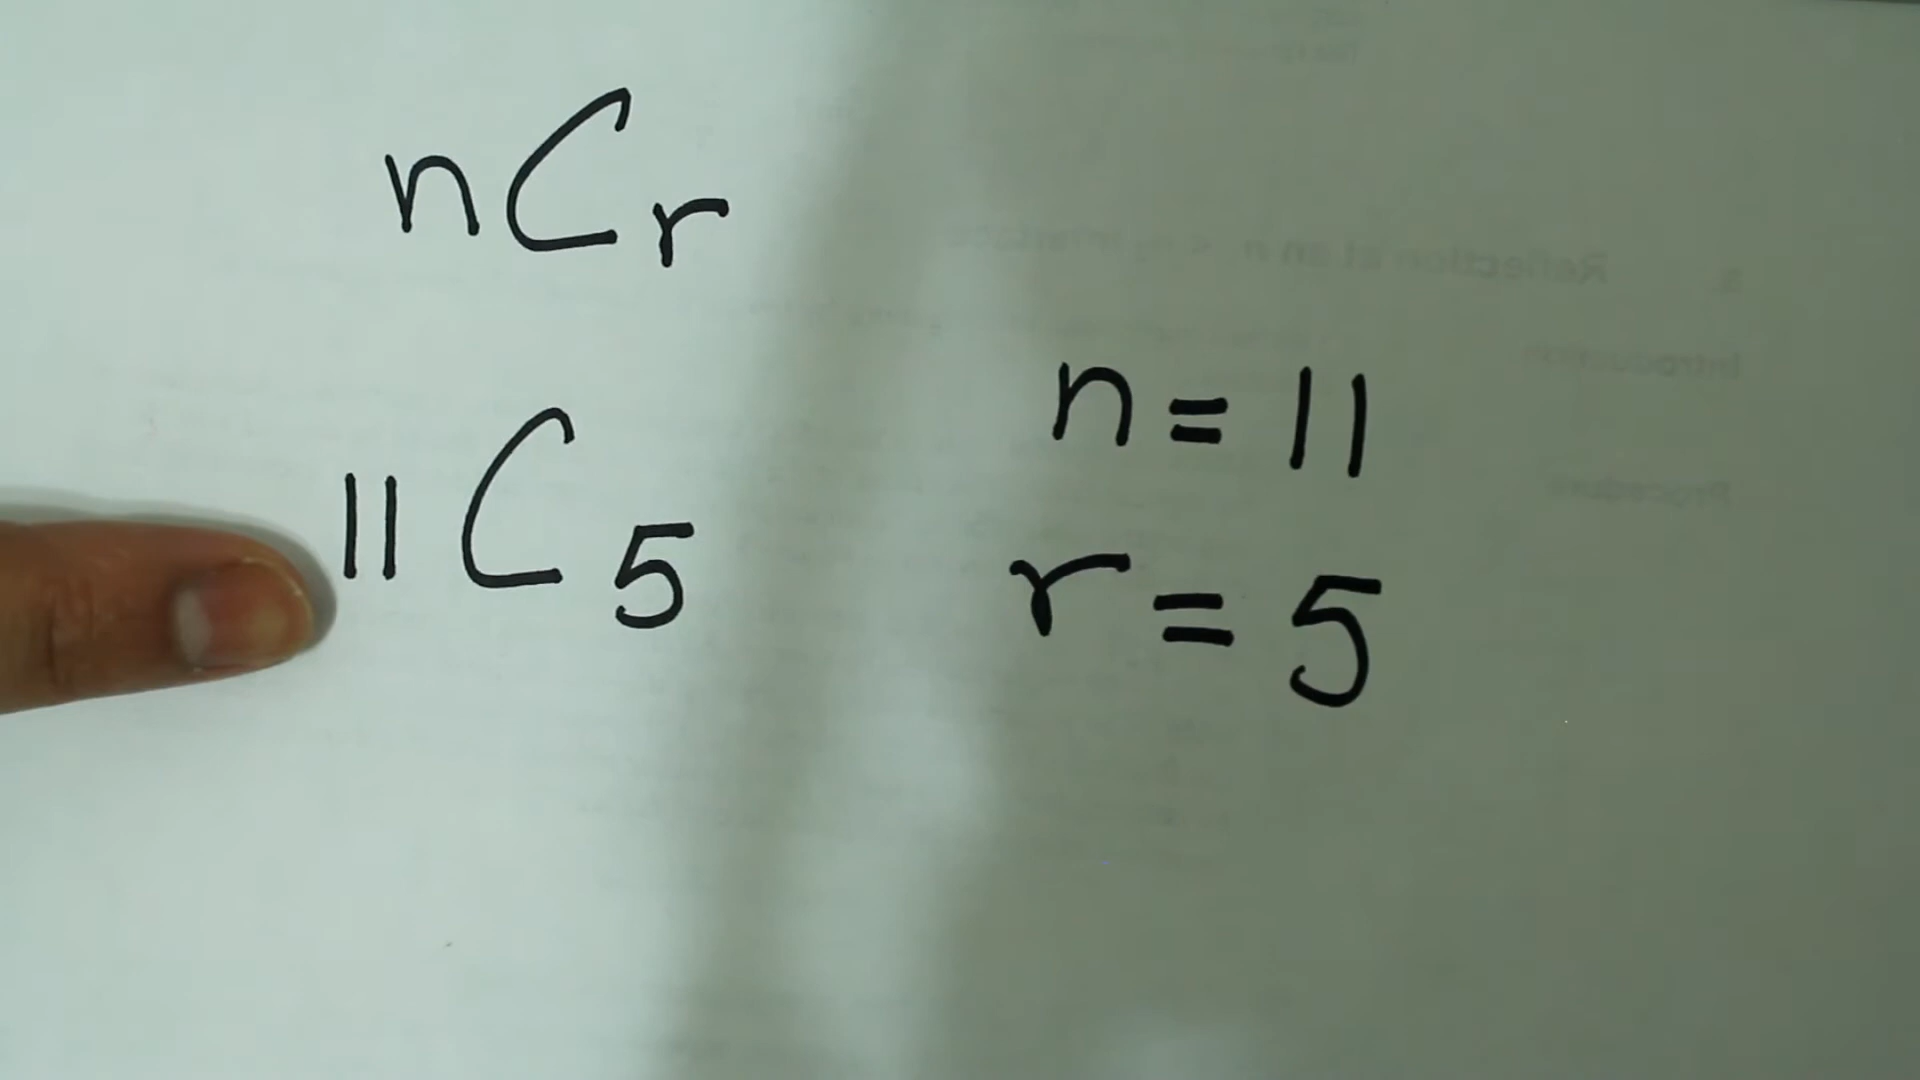 nCr
11C5
n = 11
r = 5